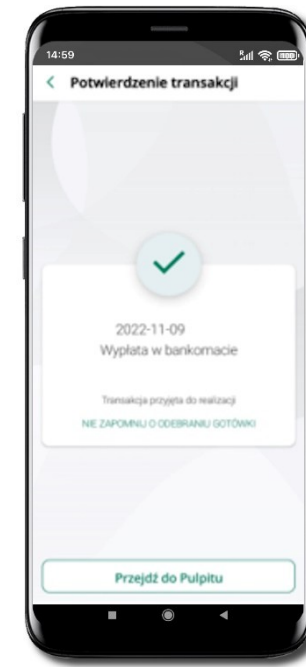 14:59
Potwierdzenie transakcji
2022-11-09
Wypłata w bankomacie
Transakcja przyjęta do realizacji
NIE ZAPOMNIJ O ODEBRANIU GOTÓWKI
Przejdź do Pulpitu